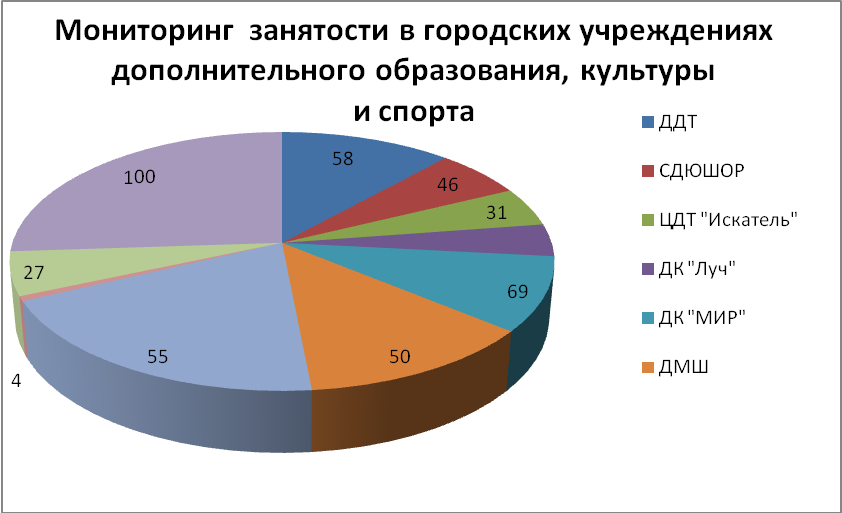 Мониторинг занятости в городских учреждениях
дополнительного образования, культуры
и спорта
58
46
31
69
50
55
4
27
100
ДДТ
СДЮШОР
ЦДТ "Искатель"
ДК "Луч"
ДК "МИР"
ДМШ